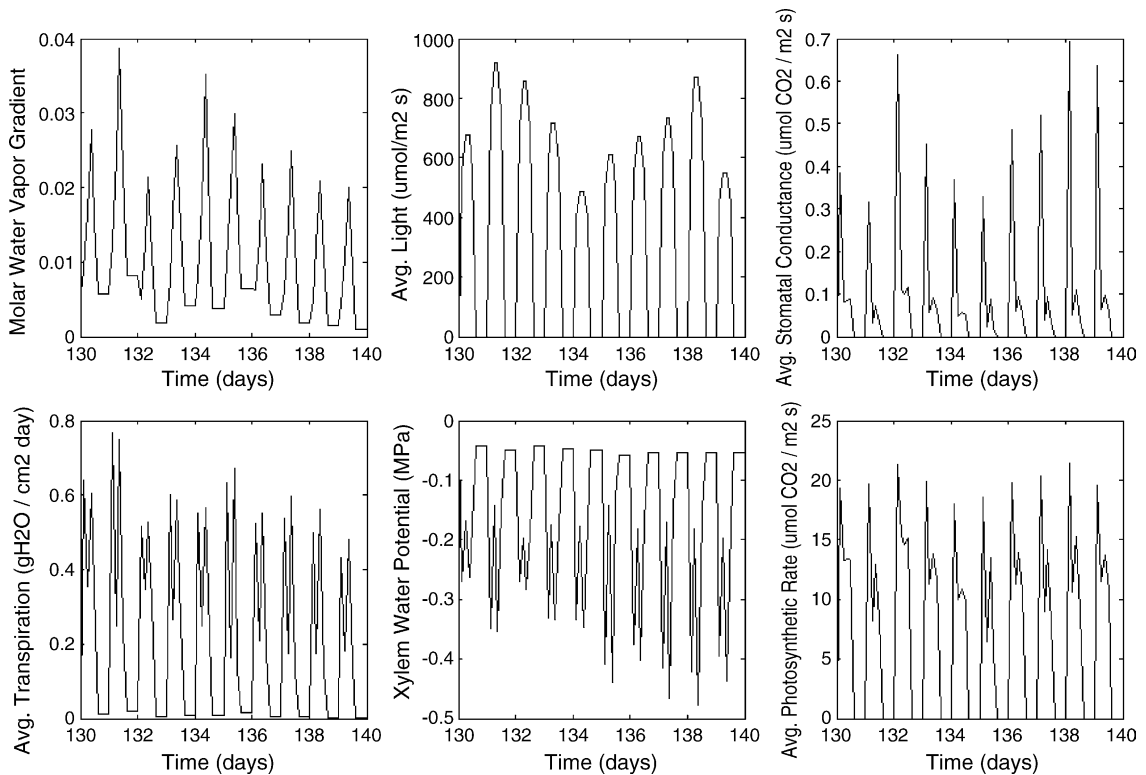 Molar Water Vapor Gradient
0.04
0.03
0.02
0.01
0
130 132 134 136 138 140
Time (days)
Avg. Light (umol/m2 s)
1000
800
600
400
200
0
130 132 134 136 138 140
Time (days)
Avg. Stomatal Conductance (umol CO2 / m2 s)
0.7
0.6
0.5
0.4
0.3
0.2
0.1
0
130 132 134 136 138 140
Time (days)
Avg. Transpiration (gH2O / cm2 day)
0.8
0.6
0.4
0.2
0
130 132 134 136 138 140
Time (days)
Xylem Water Potential (MPa)
-0
-0.1
-0.2
-0.3
-0.4
-0.5
130 132 134 136 138 140
Time (days)
Avg. Photosynthetic Rate (umol CO2 / m2 s)
25
20
15
10
5
0
130 132 134 136 138 140
Time (days)